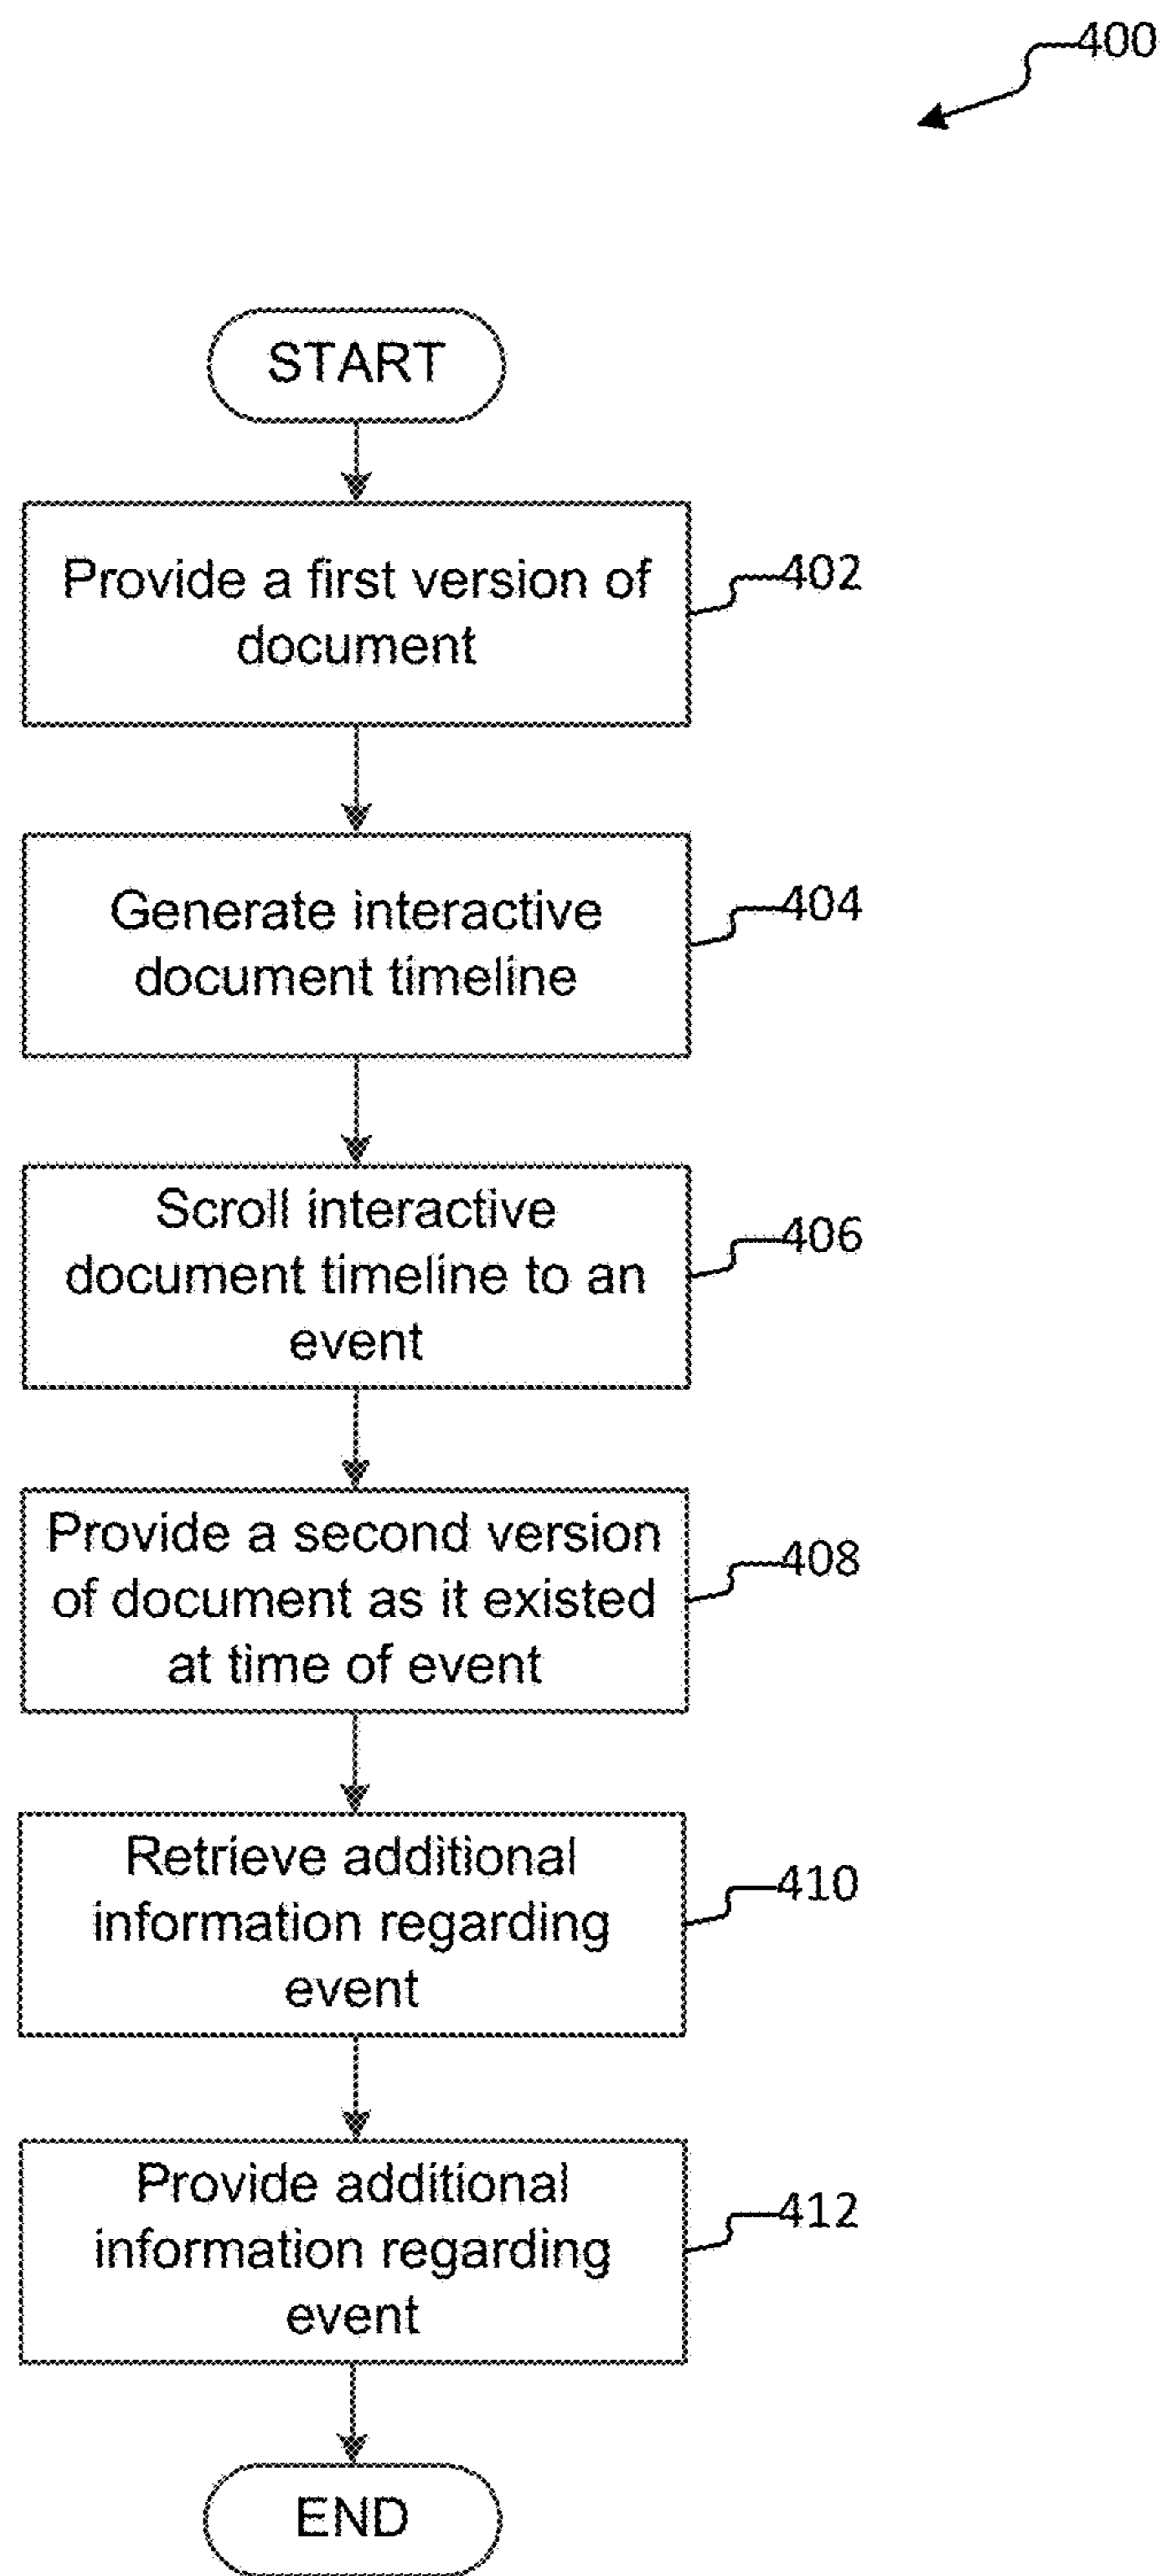 400
START
Provide a first version of
document
402
Generate interactive
document timeline
404
Scroll interactive
document timeline to an
event
406
Provide a second version
of document as it existed
at time of event
408
Retrieve additional
information regarding
event
410
Provide additional
information regarding
event
412
END